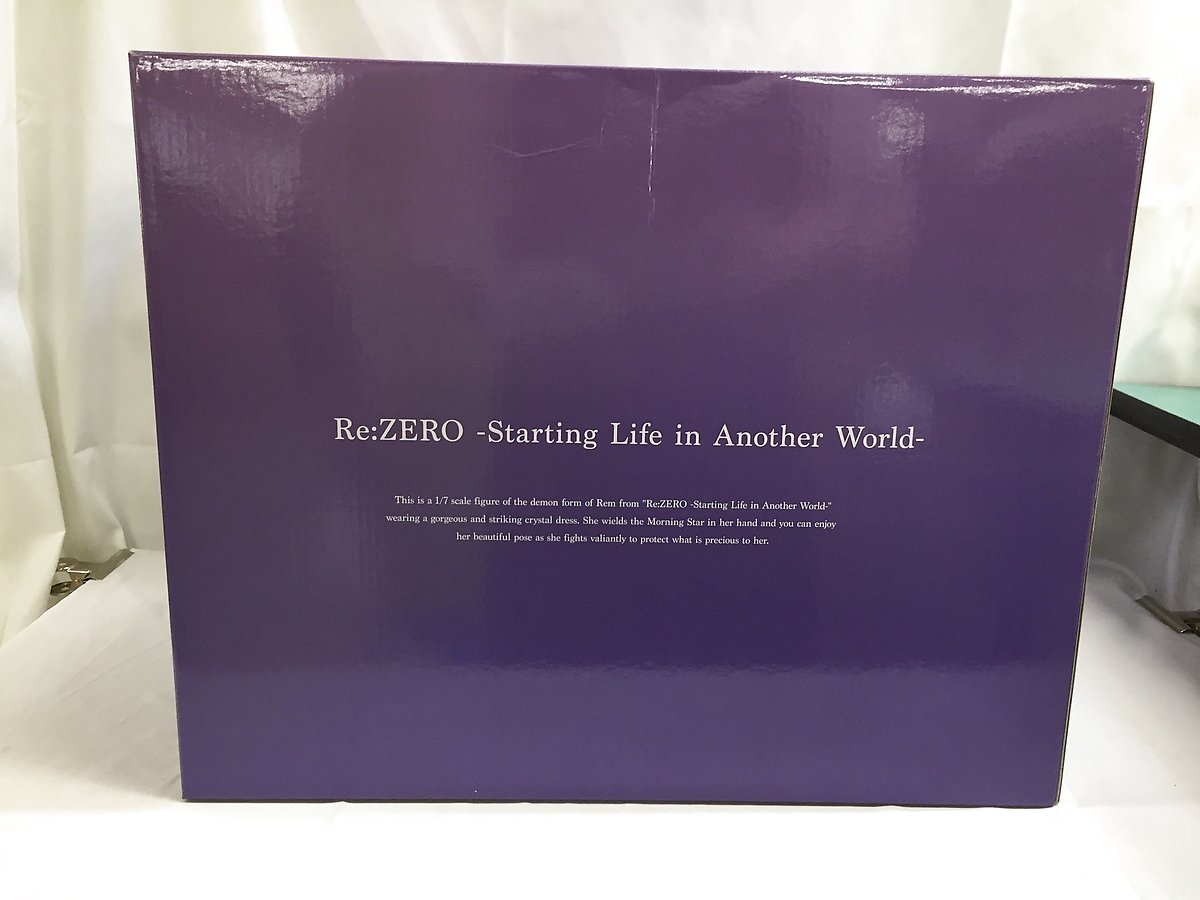 Re:ZERO -Starting Life in Another World-
This is a 1/7 scale figure of the demon form of Rem from "Re:ZERO -Starting Life in Another World-"
wearing a gorgeous and striking crystal dress. She wields the Morning Star in her hand and you can enjoy
her beautiful pose as she fights valiantly to protect what is precious to her.